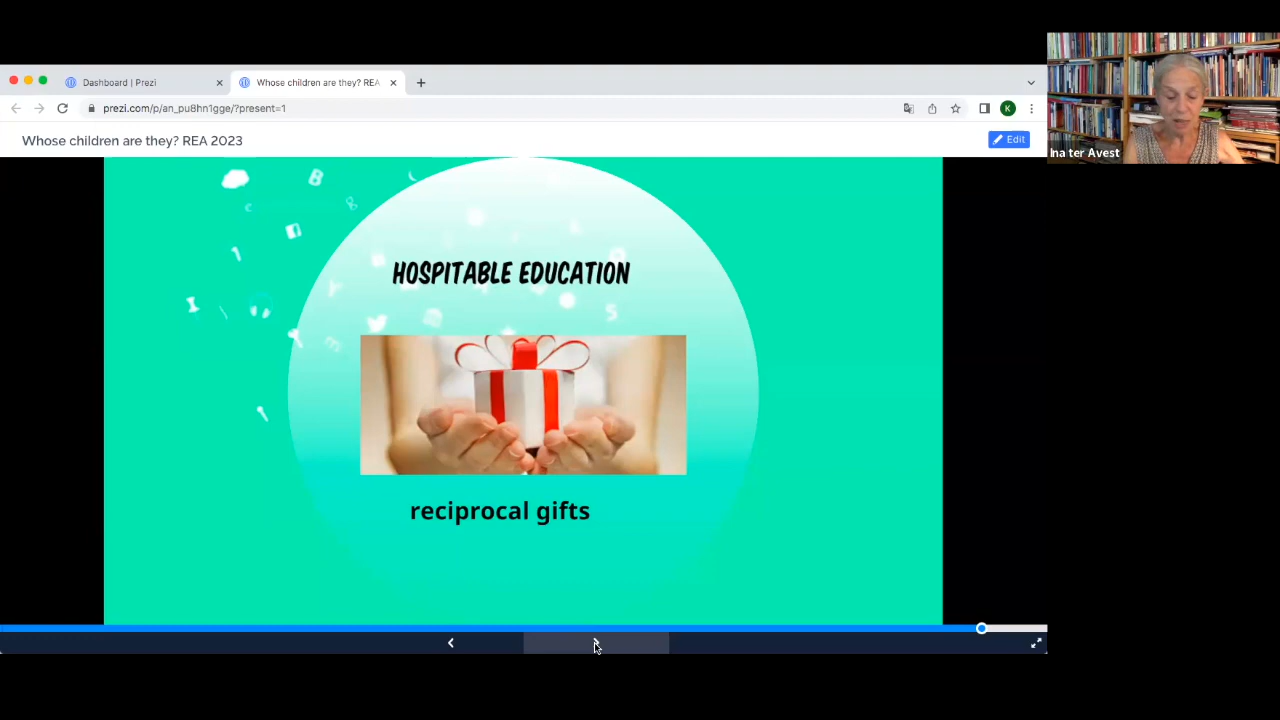 Dashboard | Prezi
Whose children are they? REA
prezi.com/p/an_pu8hn1gge/?present=1
K
Whose children are they? REA 2023
Edit
Ina ter Avest
HOSPITABLE EDUCATION
reciprocal gifts